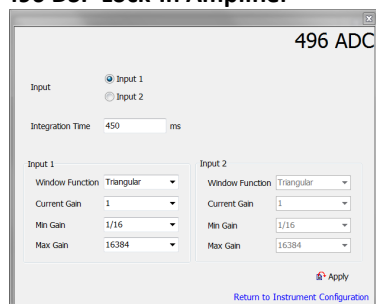 496 DSP Lock-in Amplifier
496 ADC
Input
Input 1
Input 2
Integration Time 450 ms
Input 1 Input 2
Window Function Triangular Window Function Triangular
Current Gain 1 Current Gain 1
Min Gain 1/16 Min Gain 1/16
Max Gain 16384 Max Gain 16384
Apply
Return to Instrument Configuration